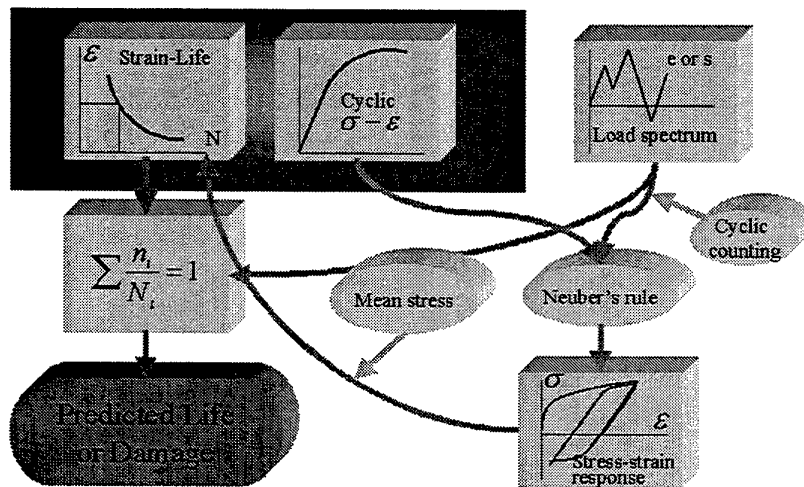 ε
Strain-Life
N
Cyclic
σ – ε
e or s
Load spectrum
Cyclic
counting
∑ nᵢ/Nᵢ = 1
Mean stress
Neuber's rule
Predicted Life
or Damage
σ
ε
Stress-strain
response